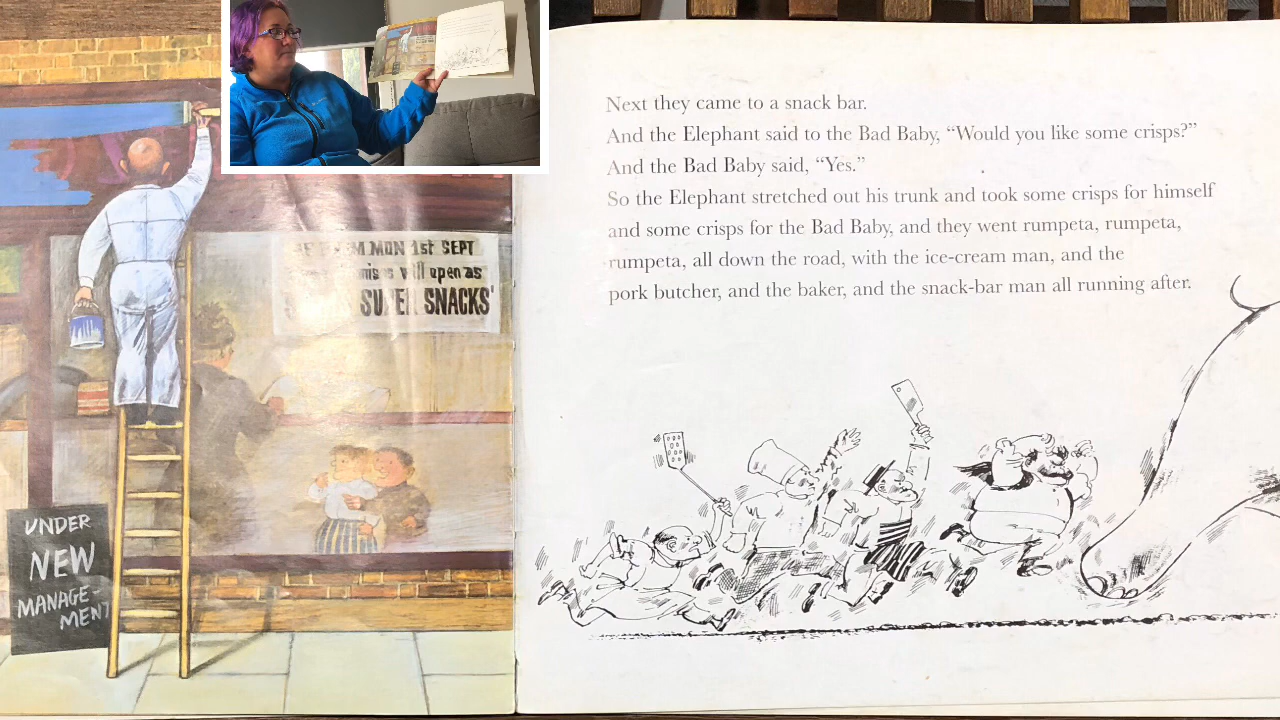 1st SEPT
will open as
SUPER SNACKS'
UNDER
NEW
MANAGE-
MENT
Next they came to a snack bar.
And the Elephant said to the Bad Baby, “Would you like some crisps?”
And the Bad Baby said, “Yes.”
So the Elephant stretched out his trunk and took some crisps for himself
and some crisps for the Bad Baby, and they went rumpeta, rumpeta,
rumpeta, all down the road, with the ice-cream man, and the
pork butcher, and the baker, and the snack-bar man all running after.